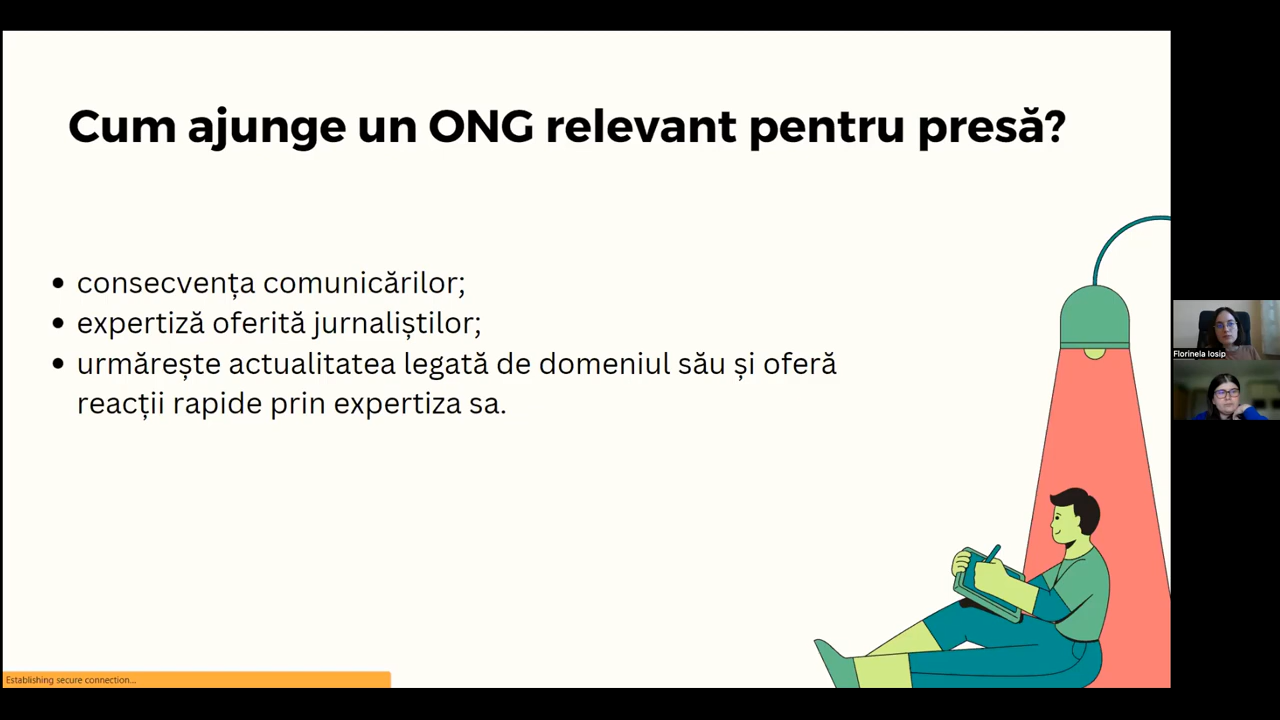 Cum ajunge un ONG relevant pentru presă?
• consecvența comunicărilor;
• expertiză oferită jurnaliștilor;
• urmărește actualitatea legată de domeniul său și oferă
reacții rapide prin expertiza sa.
Florinela Iosip
Establishing secure connection...